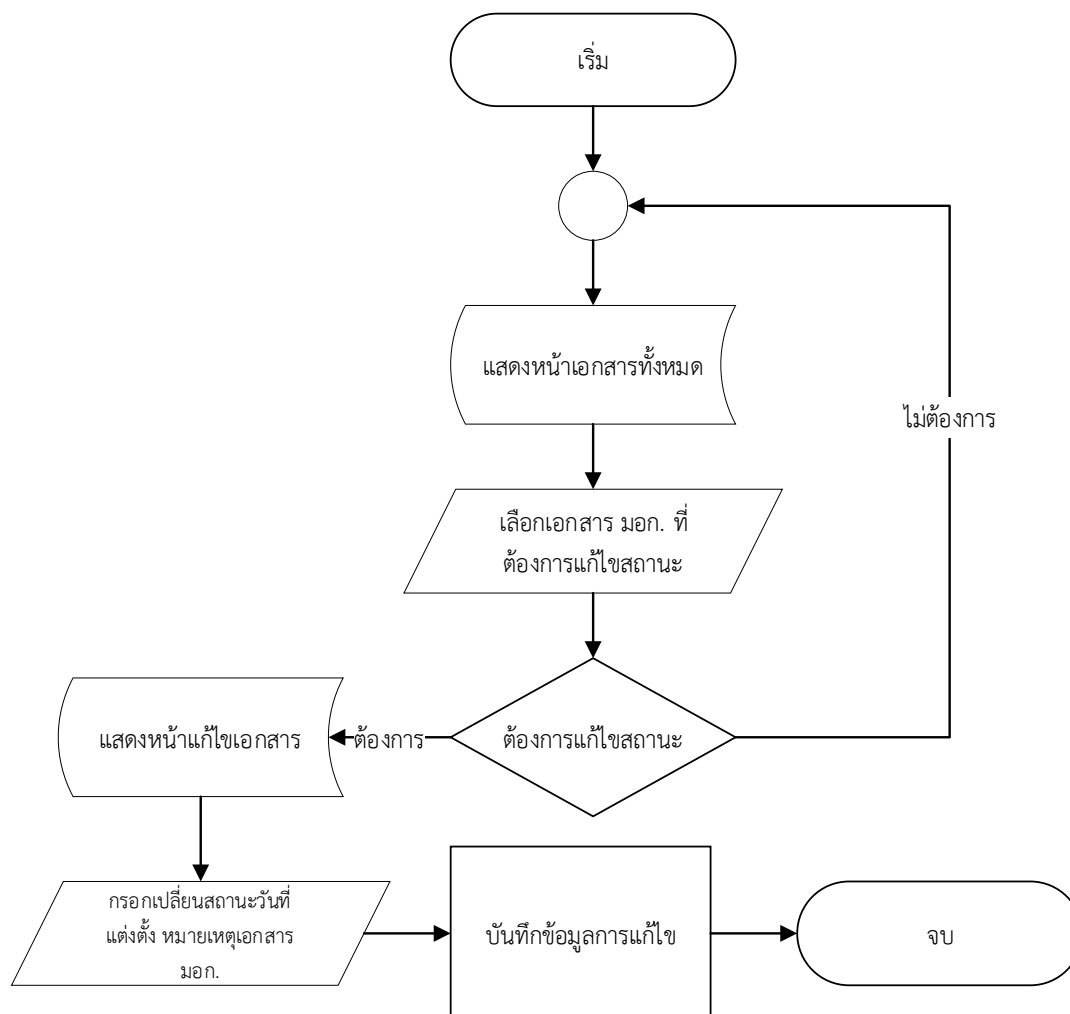 เริ่ม
แสดงหน้าเอกสารทั้งหมด
ไม่ต้องการ
เลือกเอกสาร มอก. ที่
ต้องการแก้ไขสถานะ
แสดงหน้าแก้ไขเอกสาร
ต้องการ
ต้องการแก้ไขสถานะ
กรอกเปลี่ยนสถานะวันที่
แต่งตั้ง หมายเหตุเอกสาร
มอก.
บันทึกข้อมูลการแก้ไข
จบ